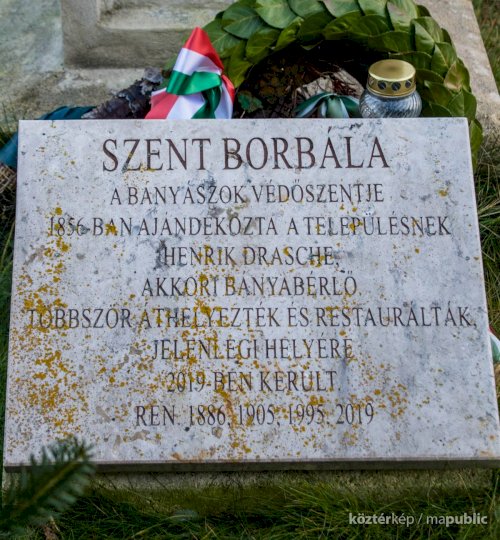 SZENT BORBÁLA
A BÁNYÁSZOK VÉDŐSZENTJE
1856-BAN AJÁNDÉKOZTA A TELEPÜLÉSNEK
HENRIK DRASCHE,
AKKORI BÁNYABÉRLŐ.
TÖBBSZÖR ÁTHELYEZTÉK ÉS RESTAURÁLTÁK,
JELENLEGI HELYÉRE
2019-BEN KERÜLT.
REN. 1886, 1905, 1995, 2019
köztérkép / mapublic